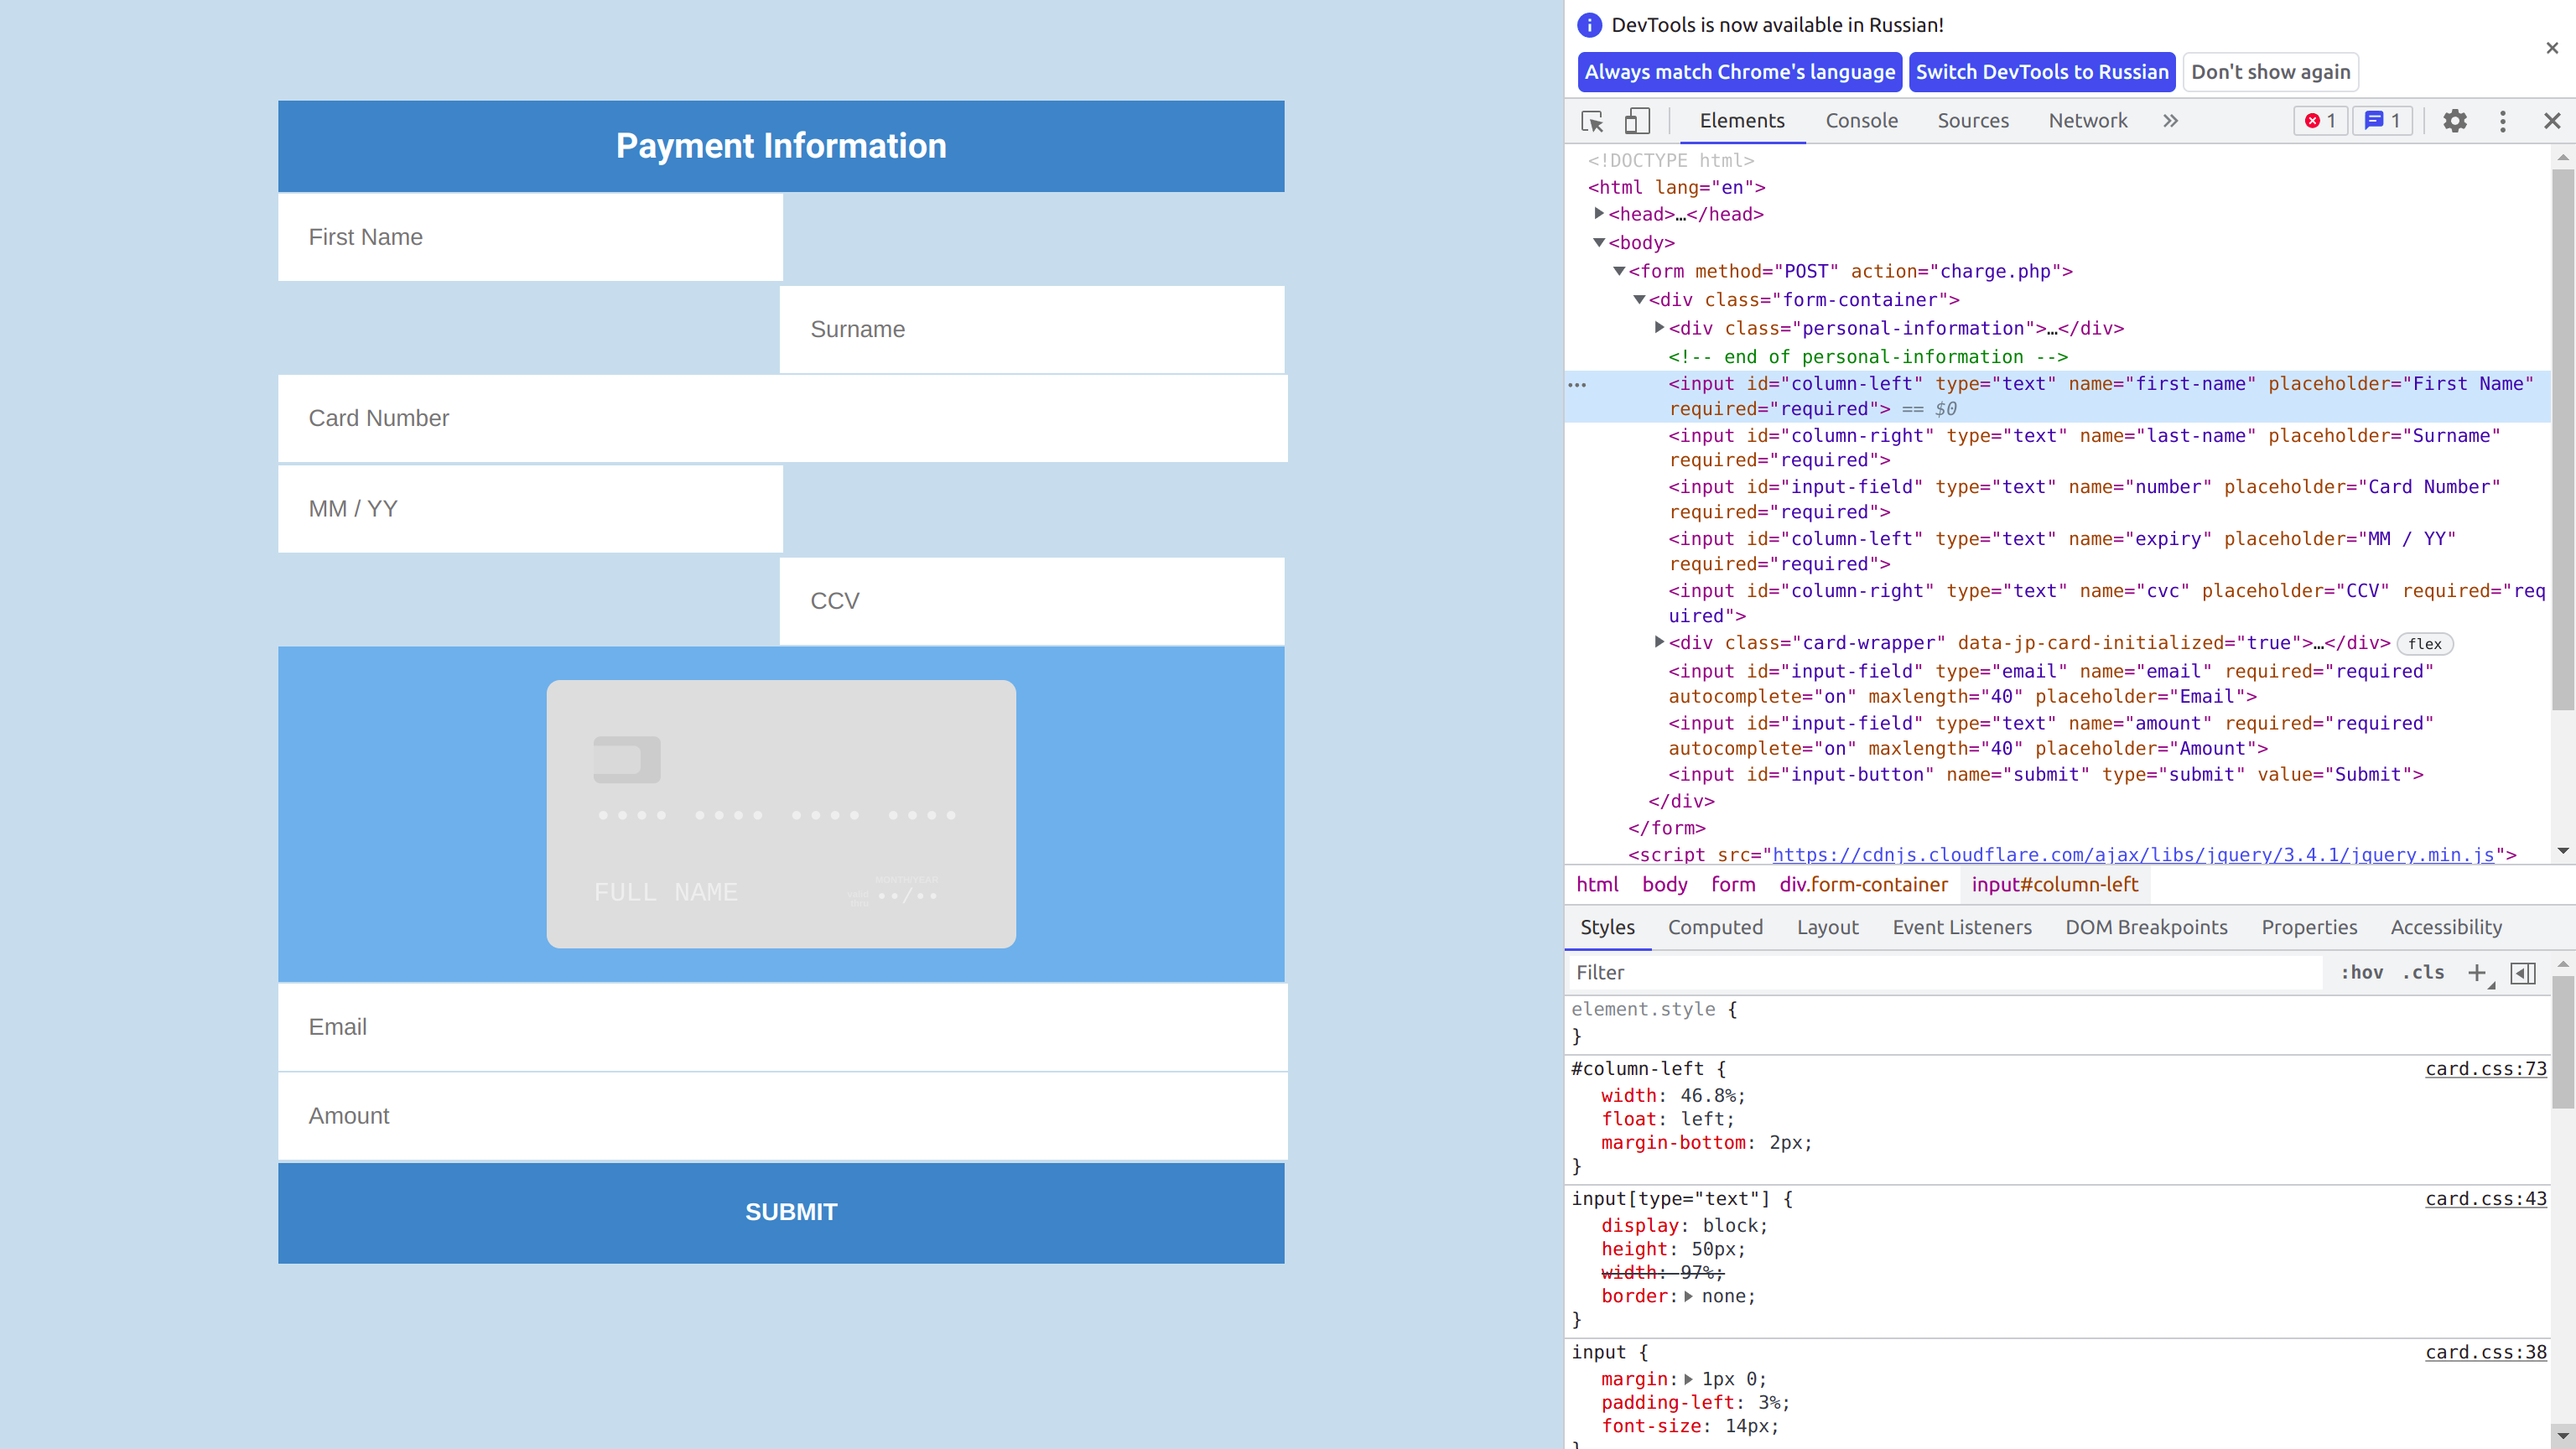 Payment Information
First Name
Surname
Card Number
MM / YY
CCV
FULL NAME
MONTH/YEAR
••/••
Email
Amount
SUBMIT
DevTools is now available in Russian!
Always match Chrome's language
Switch DevTools to Russian
Don't show again
Elements
Console
Sources
Network
1
1
<!DOCTYPE html>
<html lang="en">
<head>…</head>
<body>
<form method="POST" action="charge.php">
<div class="form-container">
<div class="personal-information">…</div>
<!-- end of personal-information -->
<input id="column-left" type="text" name="first-name" placeholder="First Name"
required="required"> == $0
<input id="column-right" type="text" name="last-name" placeholder="Surname"
required="required">
<input id="input-field" type="text" name="number" placeholder="Card Number"
required="required">
<input id="column-left" type="text" name="expiry" placeholder="MM / YY"
required="required">
<input id="column-right" type="text" name="cvc" placeholder="CCV" required="req
uired">
<div class="card-wrapper" data-jp-card-initialized="true">…</div> flex
<input id="input-field" type="email" name="email" required="required"
autocomplete="on" maxlength="40" placeholder="Email">
<input id="input-field" type="text" name="amount" required="required"
autocomplete="on" maxlength="40" placeholder="Amount">
<input id="input-button" name="submit" type="submit" value="Submit">
</div>
</form>
<script src="https://cdnjs.cloudflare.com/ajax/libs/jquery/3.4.1/jquery.min.js">
html body form div.form-container input#column-left
Styles Computed Layout Event Listeners DOM Breakpoints Properties Accessibility
Filter
:hov .cls
element.style {
}
#column-left { card.css:73
width: 46.8%;
float: left;
margin-bottom: 2px;
}
input[type="text"] { card.css:43
display: block;
height: 50px;
width: 97%;
border: none;
}
input { card.css:38
margin: 1px 0;
padding-left: 3%;
font-size: 14px;
}